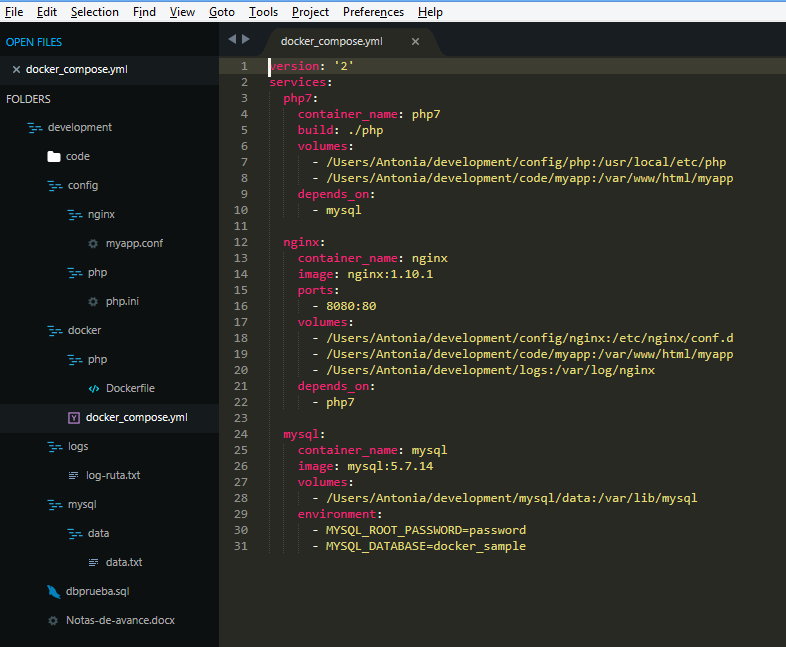 File Edit Selection Find View Goto Tools Project Preferences Help
OPEN FILES
docker_compose.yml
FOLDERS
development
code
config
nginx
myapp.conf
php
php.ini
docker
php
Dockerfile
docker_compose.yml
logs
log-ruta.txt
mysql
data
data.txt
dbprueba.sql
Notas-de-avance.docx
docker_compose.yml
1 version: '2'
2 services:
3 php7:
4 container_name: php7
5 build: ./php
6 volumes:
7 - /Users/Antonia/development/config/php:/usr/local/etc/php
8 - /Users/Antonia/development/code/myapp:/var/www/html/myapp
9 depends_on:
10 - mysql
11
12 nginx:
13 container_name: nginx
14 image: nginx:1.10.1
15 ports:
16 - 8080:80
17 volumes:
18 - /Users/Antonia/development/config/nginx:/etc/nginx/conf.d
19 - /Users/Antonia/development/code/myapp:/var/www/html/myapp
20 - /Users/Antonia/development/logs:/var/log/nginx
21 depends_on:
22 - php7
23
24 mysql:
25 container_name: mysql
26 image: mysql:5.7.14
27 volumes:
28 - /Users/Antonia/development/mysql/data:/var/lib/mysql
29 environment:
30 - MYSQL_ROOT_PASSWORD=password
31 - MYSQL_DATABASE=docker_sample